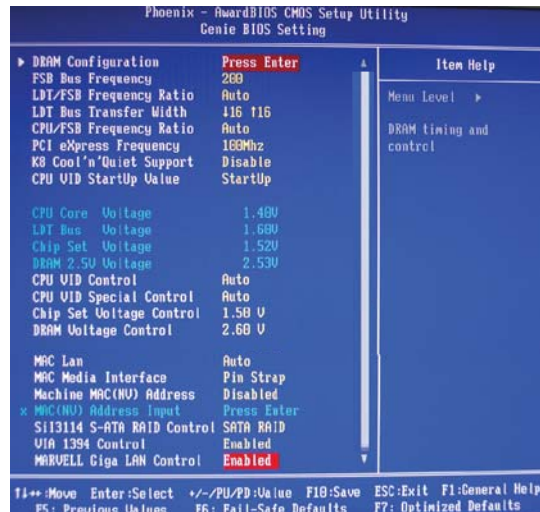 Phoenix - AwardBIOS CMOS Setup Utility
Genie BIOS Setting
▶ DRAM Configuration Press Enter
FSB Bus Frequency 200
LDT/FSB Frequency Ratio Auto
LDT Bus Transfer Width ↓16 ↑16
CPU/FSB Frequency Ratio Auto
PCI eXpress Frequency 100Mhz
K8 Cool'n'Quiet Support Disable
CPU VID StartUp Value StartUp
CPU Core Voltage 1.40V
LDT Bus Voltage 1.60V
Chip Set Voltage 1.52V
DRAM 2.5V Voltage 2.53V
CPU VID Control Auto
CPU VID Special Control Auto
Chip Set Voltage Control 1.50 V
DRAM Voltage Control 2.60 V
MAC Lan Auto
MAC Media Interface Pin Strap
Machine MAC(NV) Address Disabled
x MAC(NV) Address Input Press Enter
Sil3114 S-ATA RAID Control SATA RAID
VIA 1394 Control Enabled
MARVELL Giga LAN Control Enabled
Item Help
Menu Level ▶
DRAM timing and
control
↑↓→←:Move Enter:Select +/-/PU/PD:Value F10:Save ESC:Exit F1:General Help
F5: Previous Values F6: Fail-Safe Defaults F7: Optimized Defaults